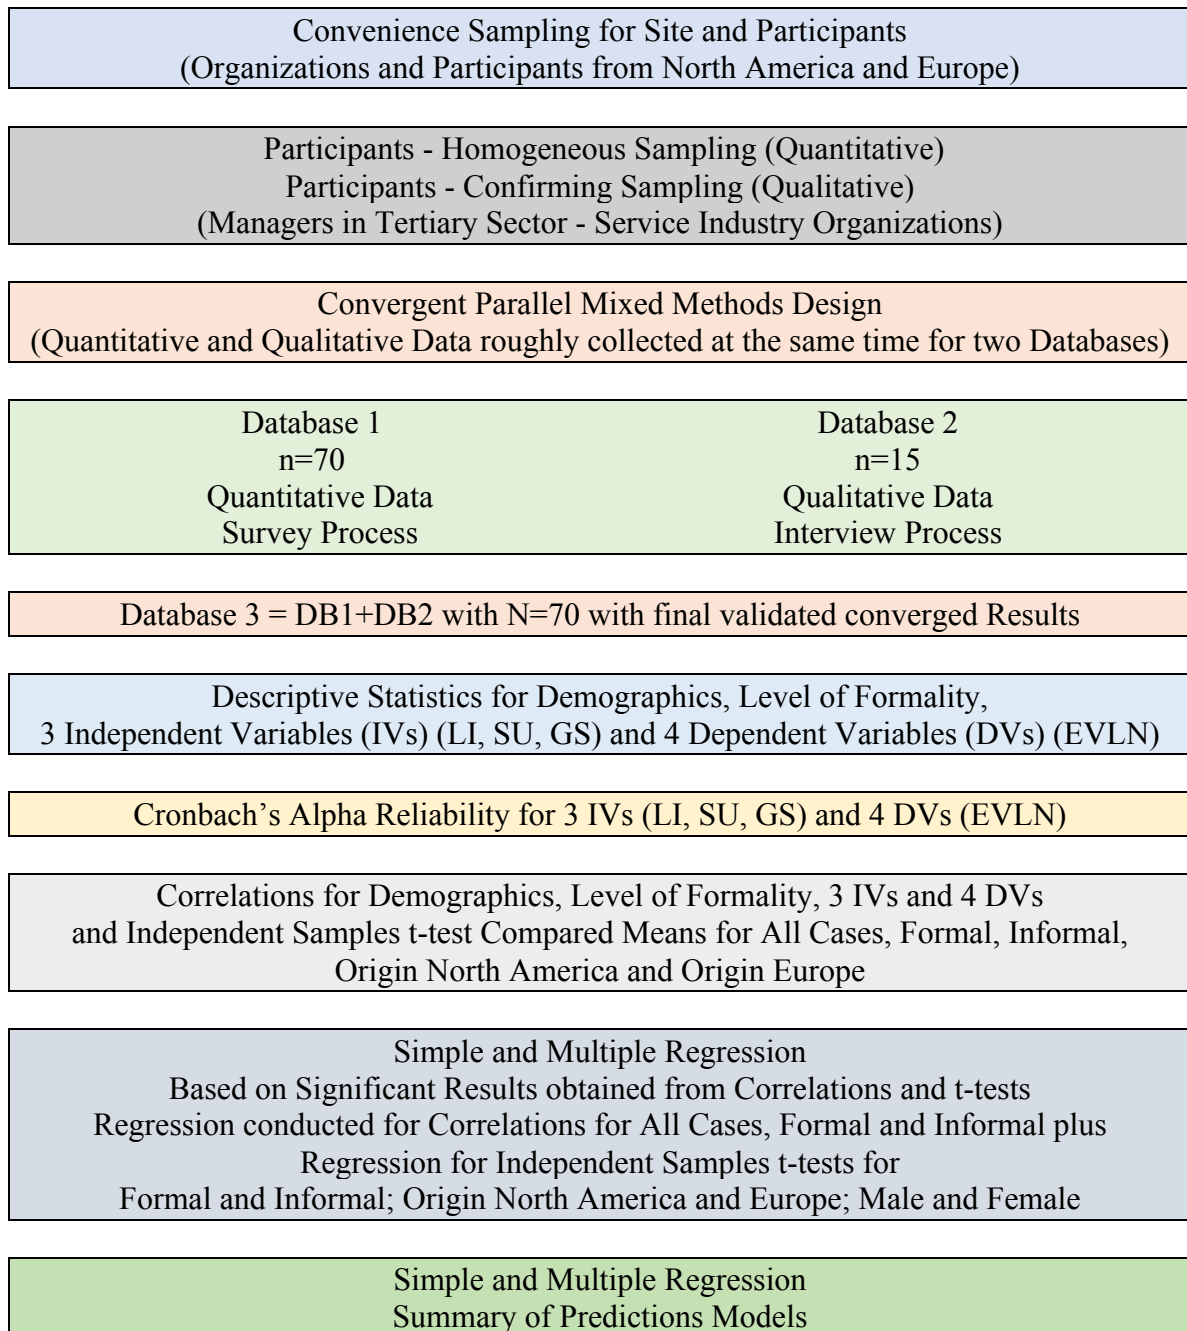 Convenience Sampling for Site and Participants
(Organizations and Participants from North America and Europe)
Participants - Homogeneous Sampling (Quantitative)
Participants - Confirming Sampling (Qualitative)
(Managers in Tertiary Sector - Service Industry Organizations)
Convergent Parallel Mixed Methods Design
(Quantitative and Qualitative Data roughly collected at the same time for two Databases)
Database 1
n=70
Quantitative Data
Survey Process
Database 2
n=15
Qualitative Data
Interview Process
Database 3 = DB1+DB2 with N=70 with final validated converged Results
Descriptive Statistics for Demographics, Level of Formality,
3 Independent Variables (IVs) (LI, SU, GS) and 4 Dependent Variables (DVs) (EVLN)
Cronbach’s Alpha Reliability for 3 IVs (LI, SU, GS) and 4 DVs (EVLN)
Correlations for Demographics, Level of Formality, 3 IVs and 4 DVs
and Independent Samples t-test Compared Means for All Cases, Formal, Informal,
Origin North America and Origin Europe
Simple and Multiple Regression
Based on Significant Results obtained from Correlations and t-tests
Regression conducted for Correlations for All Cases, Formal and Informal plus
Regression for Independent Samples t-tests for
Formal and Informal; Origin North America and Europe; Male and Female
Simple and Multiple Regression
Summary of Predictions Models